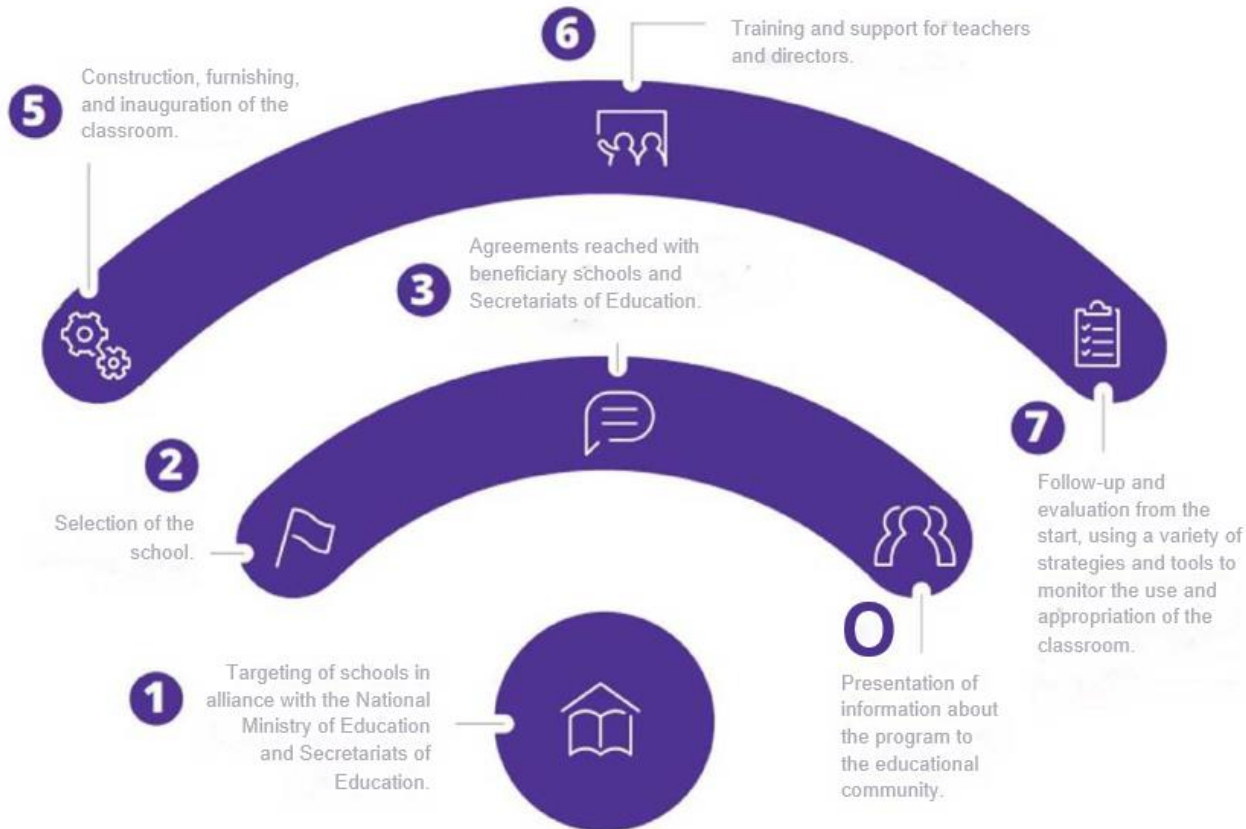 1
Targeting of schools in
alliance with the National
Ministry of Education
and Secretariats of
Education.
2
Selection of the
school.
3
Agreements reached with
beneficiary schools and
Secretariats of Education.
O
Presentation of
information about
the program to
the educational
community.
5
Construction, furnishing,
and inauguration of the
classroom.
6
Training and support for teachers
and directors.
7
Follow-up and
evaluation from the
start, using a variety of
strategies and tools to
monitor the use and
appropriation of the
classroom.